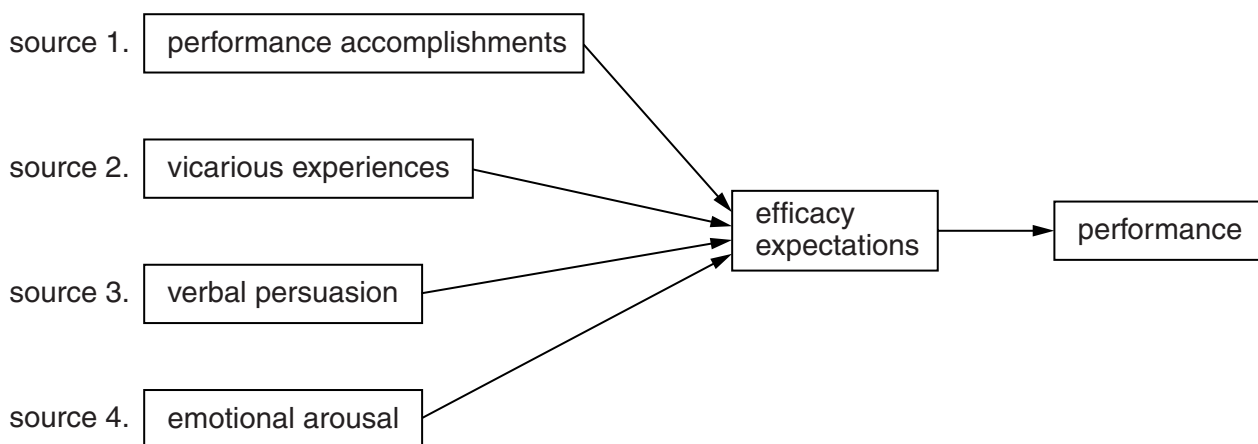 source 1. performance accomplishments
source 2. vicarious experiences
efficacy
expectations
performance
source 3. verbal persuasion
source 4. emotional arousal